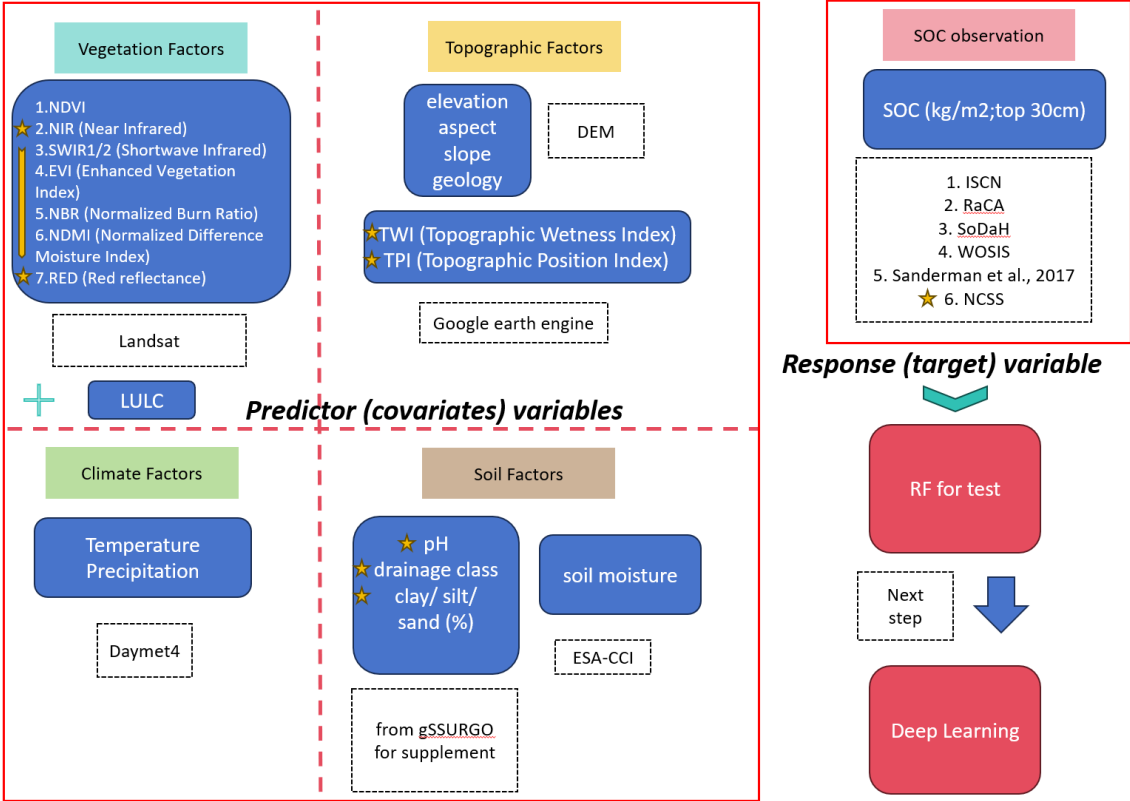 Vegetation Factors
1.NDVI
2.NIR (Near Infrared)
3.SWIR1/2 (Shortwave Infrared)
4.EVI (Enhanced Vegetation
Index)
5.NBR (Normalized Burn Ratio)
6.NDMI (Normalized Difference
Moisture Index)
7.RED (Red reflectance)
Landsat
LULC
Topographic Factors
elevation
aspect
slope
geology
DEM
TWI (Topographic Wetness Index)
TPI (Topographic Position Index)
Google earth engine
Predictor (covariates) variables
Climate Factors
Temperature
Precipitation
Daymet4
Soil Factors
pH
drainage class
clay/ silt/
sand (%)
soil moisture
ESA-CCI
from gSSURGO
for supplement
SOC observation
SOC (kg/m2;top 30cm)
1. ISCN
2. RaCA
3. SoDaH
4. WOSIS
5. Sanderman et al., 2017
6. NCSS
Response (target) variable
RF for test
Next
step
Deep Learning